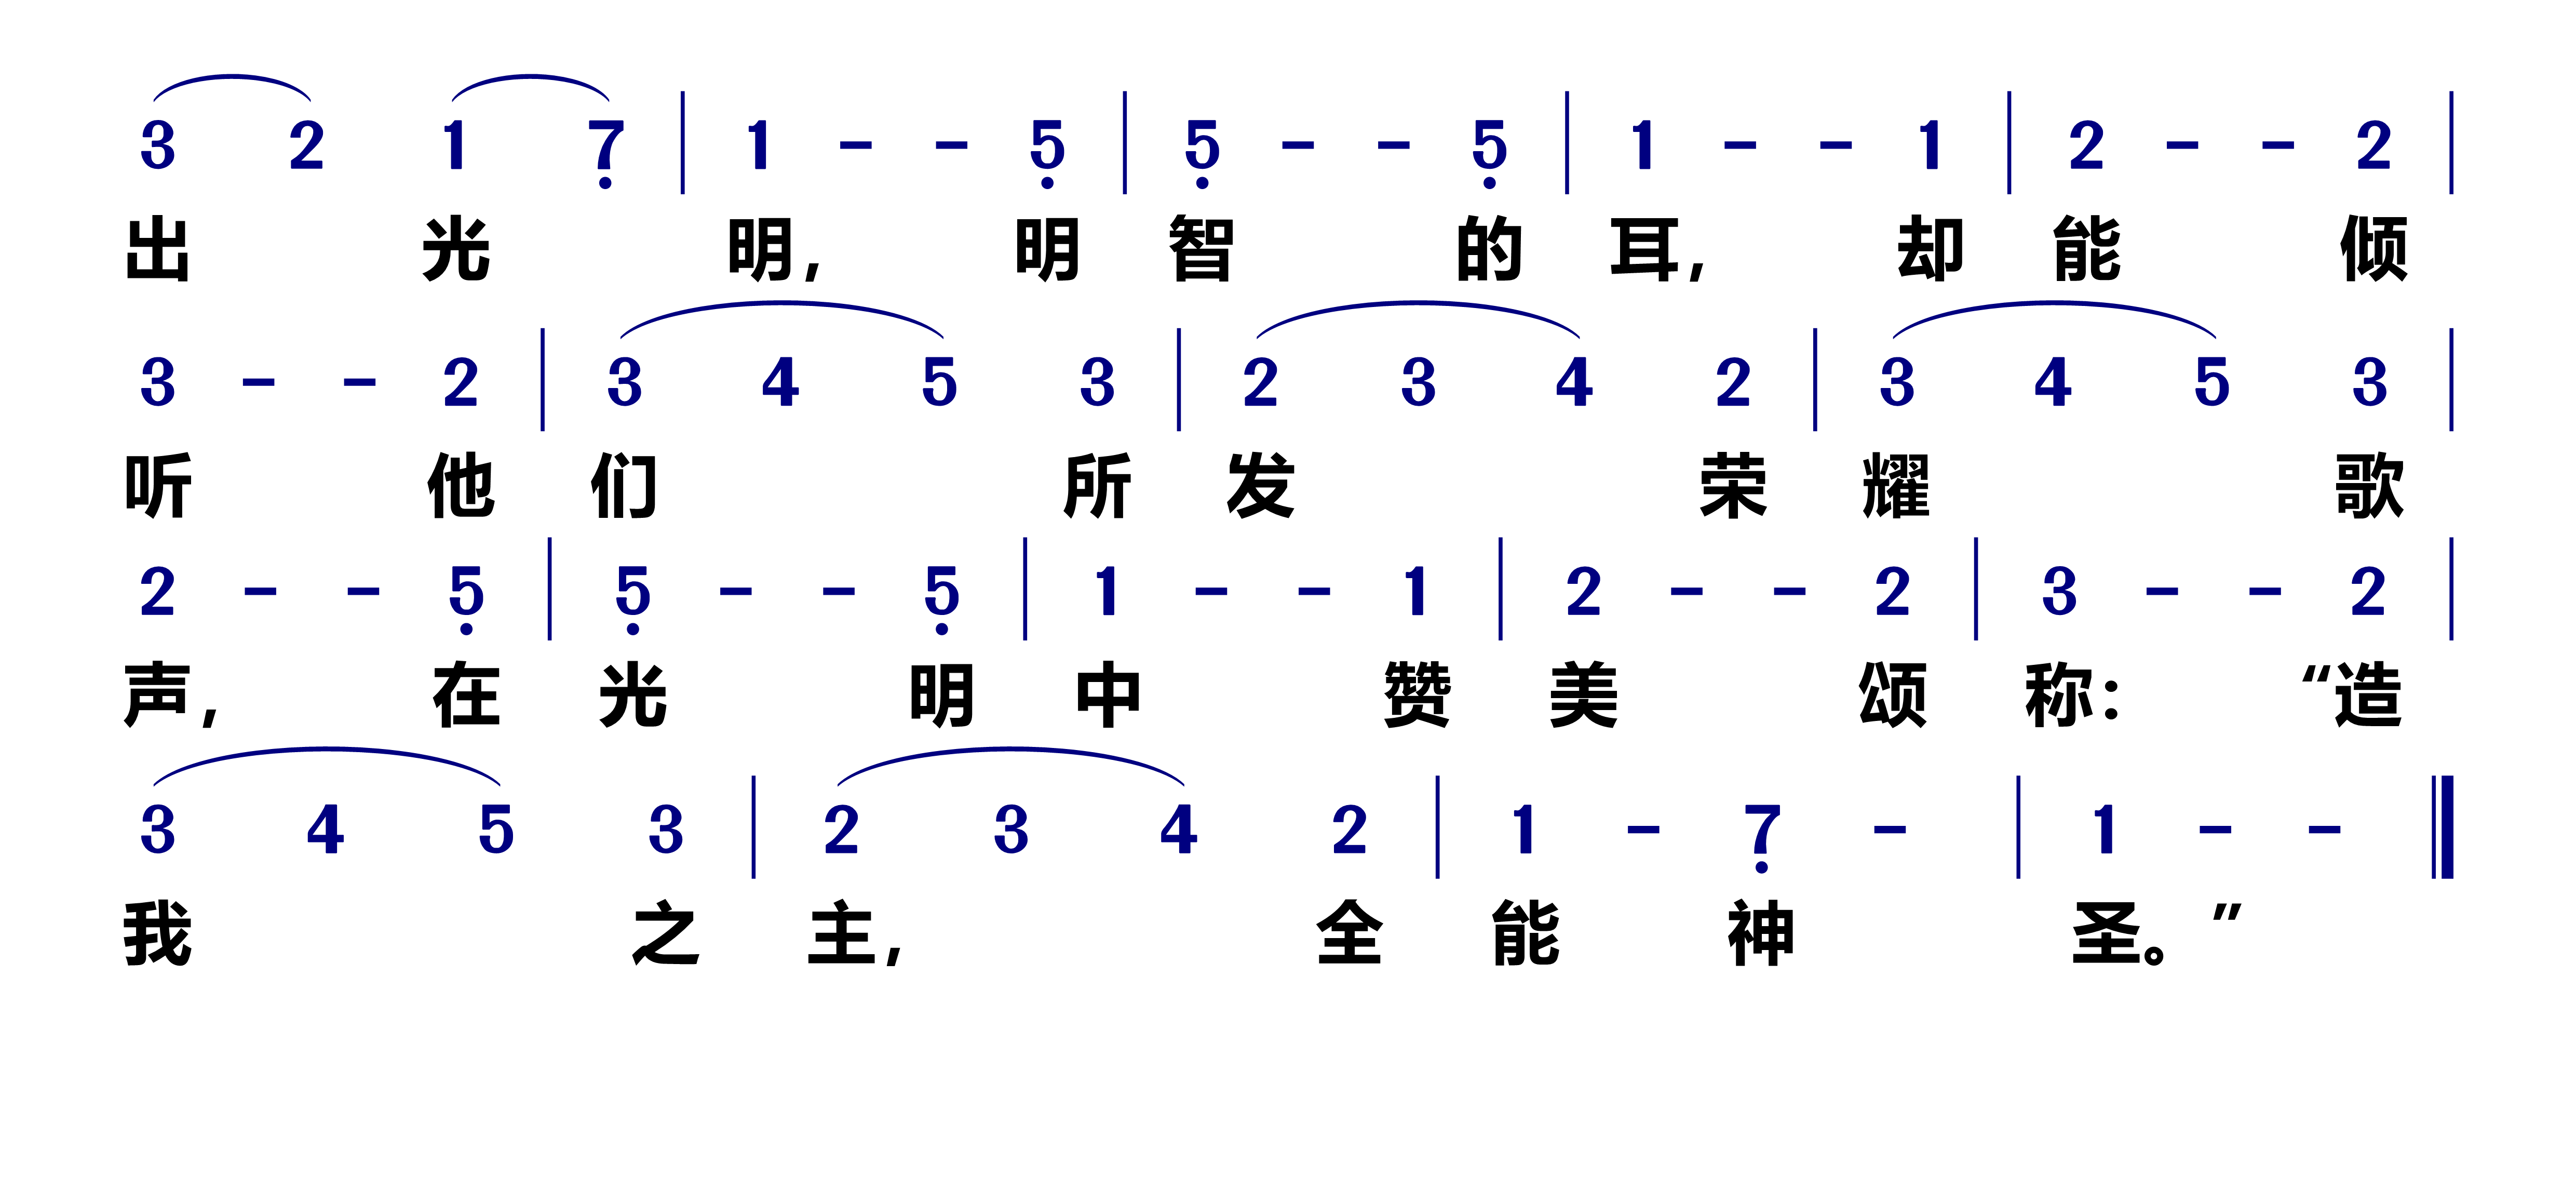 3 2 1 7̣ | 1 - - 5̣ | 5̣ - - 5̣ | 1 - - 1 | 2 - - 2 |
出 光 明, 明 智 的 耳, 却 能 倾
3 - - 2 | 3 4 5 3 | 2 3 4 2 | 3 4 5 3 |
听 他 们 所 发 荣 耀 歌
2 - - 5̣ | 5̣ - - 5̣ | 1 - - 1 | 2 - - 2 | 3 - - 2 |
声, 在 光 明 中 赞 美 颂 称: “造
3 4 5 3 | 2 3 4 2 | 1 - 7̣ - | 1 - - ‖
我 之 主, 全 能 神 圣。”